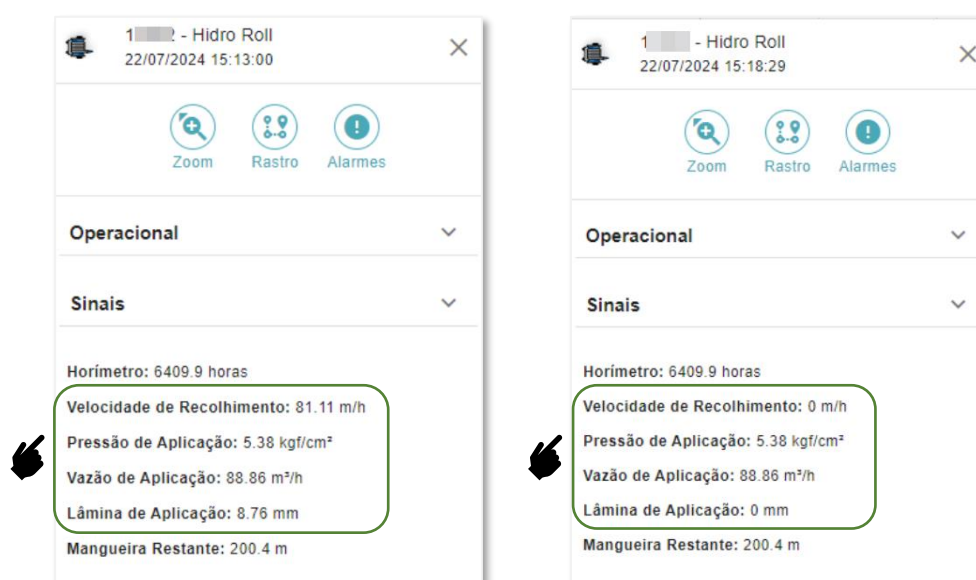 1 2 - Hidro Roll
22/07/2024 15:13:00
Zoom Rastro Alarmes
Operacional
Sinais
Horímetro: 6409.9 horas
Velocidade de Recolhimento: 81.11 m/h
Pressão de Aplicação: 5.38 kgf/cm²
Vazão de Aplicação: 88.86 m³/h
Lâmina de Aplicação: 8.76 mm
Mangueira Restante: 200.4 m
1 - Hidro Roll
22/07/2024 15:18:29
Zoom Rastro Alarmes
Operacional
Sinais
Horímetro: 6409.9 horas
Velocidade de Recolhimento: 0 m/h
Pressão de Aplicação: 5.38 kgf/cm²
Vazão de Aplicação: 88.86 m³/h
Lâmina de Aplicação: 0 mm
Mangueira Restante: 200.4 m